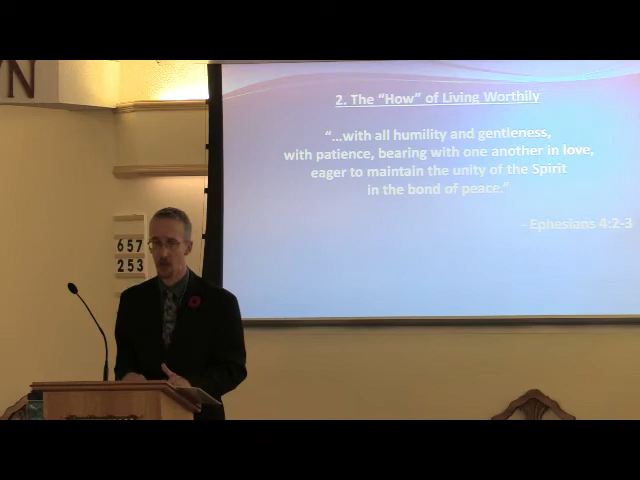 WN
2. The “How” of Living Worthily
“...with all humility and gentleness,
with patience, bearing with one another in love,
eager to maintain the unity of the Spirit
in the bond of peace.”
- Ephesians 4:2-3
657
253